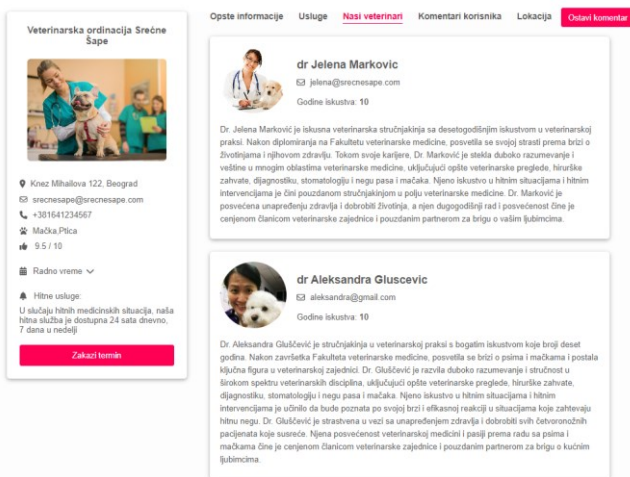 Veterinarska ordinacija Srećne
Šape
Knez Mihailova 122, Beograd
srecnesape@srecnesape.com
+381641234567
Mačka,Ptica
9.5 / 10
Radno vreme
Hitne usluge:
U slučaju hitnih medicinskih situacija, naša
hitna služba je dostupna 24 sata dnevno,
7 dana u nedelji
Zakazi termin
Opste informacije Usluge Nasi veterinari Komentari korisnika Lokacija Ostavi komentar
dr Jelena Markovic
jelena@srecnesape.com
Godine iskustva: 10
Dr. Jelena Marković je iskusna veterinarska stručnjakinja sa desetogodišnjim iskustvom u veterinarskoj
praksi. Nakon diplomiranja na Fakultetu veterinarske medicine, posvetila se svojoj strasti prema brizi o
životinjama i njihovom zdravlju. Tokom svoje karijere, Dr. Marković je stekla duboko razumevanje i
veštine u mnogim oblastima veterinarske medicine, uključujući opšte veterinarske preglede, hirurške
zahvate, dijagnostiku, stomatologiju i negu pasa i mačaka. Njeno iskustvo u hitnim situacijama i hitnim
intervencijama je čini pouzdanom stručnjakinjom u polju veterinarske medicine. Dr. Marković je
posvećena unapređenju zdravlja i dobrobiti životinja, a njen dugogodišnji rad i posvećenost čine je
cenjenom članicom veterinarske zajednice i pouzdanim partnerom za brigu o vašim ljubimcima.
dr Aleksandra Gluscevic
aleksandra@gmail.com
Godine iskustva: 10
Dr. Aleksandra Gluščević je stručnjakinja u veterinarskoj praksi s bogatim iskustvom koje broji deset
godina. Nakon završetka Fakulteta veterinarske medicine, posvetila se brizi o psima i mačkama i postala
ključna figura u veterinarskoj zajednici. Dr. Gluščević je razvila duboko razumevanje i stručnost u
širokom spektru veterinarskih disciplina, uključujući opšte veterinarske preglede, hirurške zahvate,
dijagnostiku, stomatologiju i negu pasa i mačaka. Njeno iskustvo u hitnim situacijama i hitnim
intervencijama je učinilo da bude poznata po svojoj brzi i efikasnoj reakciji u situacijama koje zahtevaju
hitnu negu. Dr. Gluščević je strastvena u vezi sa unapređenjem zdravlja i dobrobiti svih četvoronožnih
pacijenata koje susreće. Njena posvećenost veterinarskoj medicini i pasiji prema radu sa psima i
mačkama čine je cenjenom članicom veterinarske zajednice i pouzdanim partnerom za brigu o kućnim
ljubimcima.